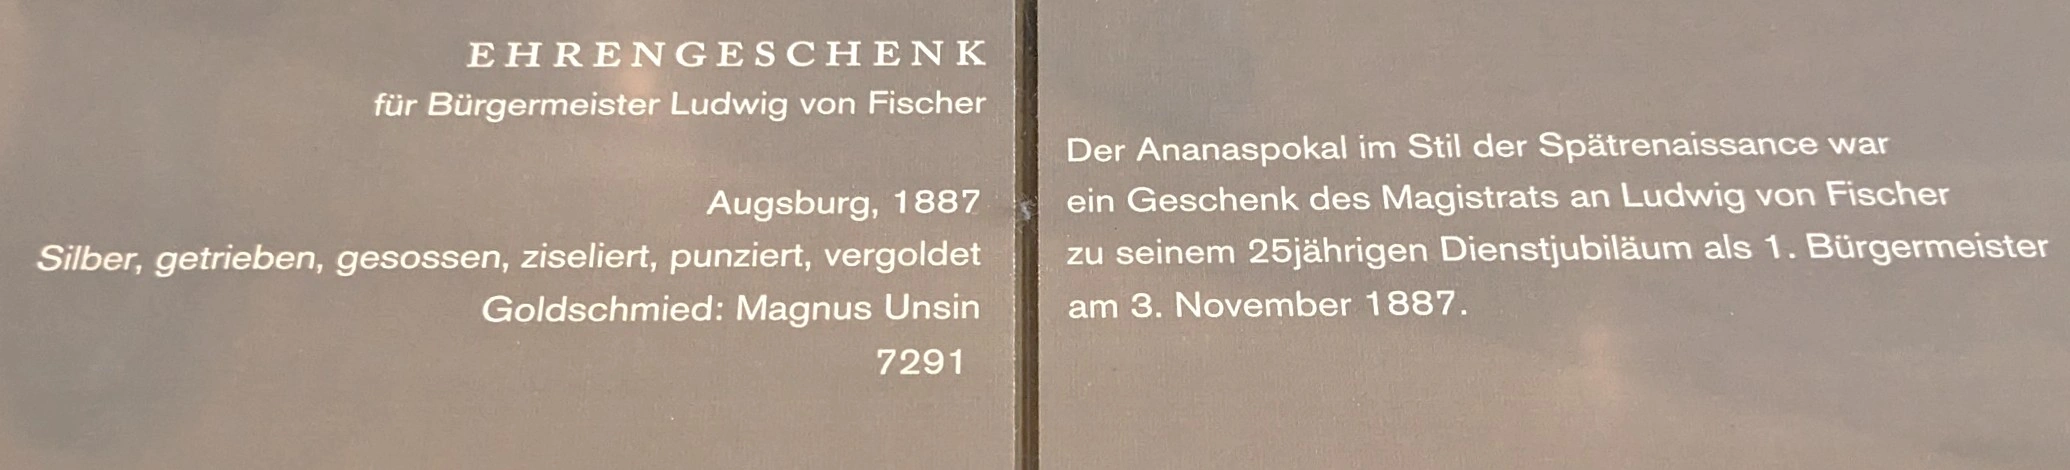 EHRENGESCHENK
für Bürgermeister Ludwig von Fischer
Augsburg, 1887
Silber, getrieben, gesossen, ziseliert, punziert, vergoldet
Goldschmied: Magnus Unsin
7291
Der Ananaspokal im Stil der Spätrenaissance war
ein Geschenk des Magistrats an Ludwig von Fischer
zu seinem 25jährigen Dienstjubiläum als 1. Bürgermeister
am 3. November 1887.